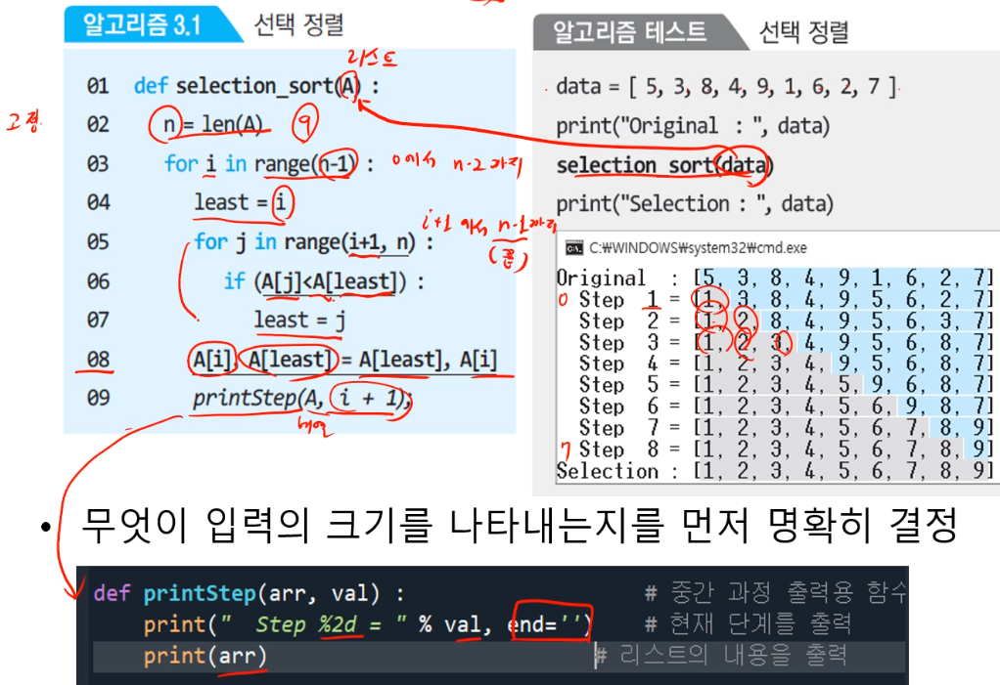 알고리즘 3.1 선택 정렬
리스트
01 def selection_sort(A) :
고정
02 n = len(A) 9
03 for i in range(n-1) : 0에서 n-2까지
04 least = i
i+1에서 n-1까지
(끝)
05 for j in range(i+1, n) :
06 if (A[j]<A[least]) :
07 least = j
08 A[i], A[least] = A[least], A[i]
09 printStep(A, i + 1);
배열
알고리즘 테스트 선택 정렬
data = [ 5, 3, 8, 4, 9, 1, 6, 2, 7 ]
print("Original : ", data)
selection_sort(data)
print("Selection : ", data)
C:₩WINDOWS₩system32₩cmd.exe
Original : [5, 3, 8, 4, 9, 1, 6, 2, 7]
0 Step 1 = [1, 3, 8, 4, 9, 5, 6, 2, 7]
Step 2 = [1, 2, 8, 4, 9, 5, 6, 3, 7]
Step 3 = [1, 2, 3, 4, 9, 5, 6, 8, 7]
Step 4 = [1, 2, 3, 4, 9, 5, 6, 8, 7]
Step 5 = [1, 2, 3, 4, 5, 9, 6, 8, 7]
Step 6 = [1, 2, 3, 4, 5, 6, 9, 8, 7]
Step 7 = [1, 2, 3, 4, 5, 6, 7, 8, 9]
7 Step 8 = [1, 2, 3, 4, 5, 6, 7, 8, 9]
Selection : [1, 2, 3, 4, 5, 6, 7, 8, 9]
• 무엇이 입력의 크기를 나타내는지를 먼저 명확히 결정
def printStep(arr, val) : # 중간 과정 출력용 함수
print("  Step %2d = " % val, end='') # 현재 단계를 출력
print(arr) # 리스트의 내용을 출력